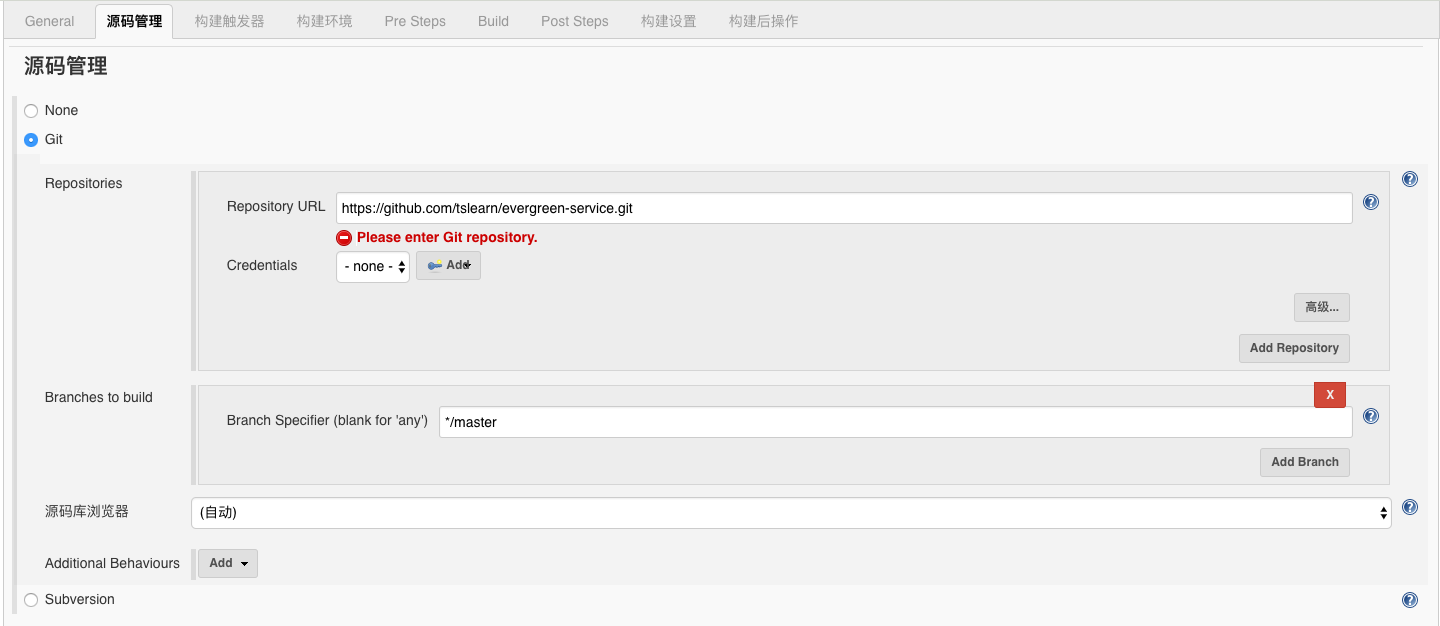 General 源码管理 构建触发器 构建环境 Pre Steps Build Post Steps 构建设置 构建后操作
源码管理
None
Git
Repositories
Repository URL https://github.com/tslearn/evergreen-service.git
Please enter Git repository.
Credentials - none - Add
高级...
Add Repository
Branches to build
X
Branch Specifier (blank for 'any') */master
Add Branch
源码库浏览器 (自动)
Additional Behaviours Add
Subversion